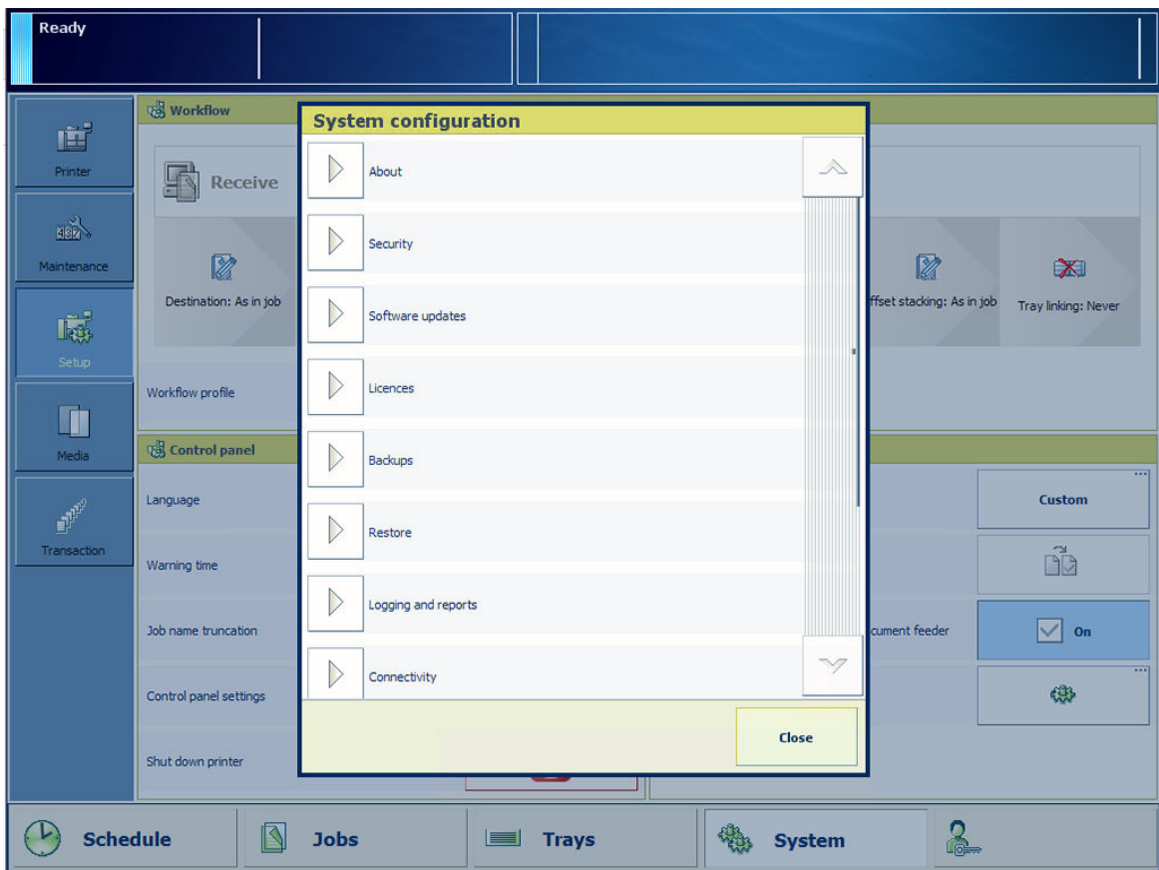 Ready
Printer
Maintenance
Setup
Media
Transaction
Workflow
Receive
Destination: As in job
ffset stacking: As in job
Tray linking: Never
Workflow profile
Control panel
Language
Custom
Warning time
Job name truncation
cument feeder
On
Control panel settings
Shut down printer
System configuration
About
Security
Software updates
Licences
Backups
Restore
Logging and reports
Connectivity
Close
Schedule
Jobs
Trays
System